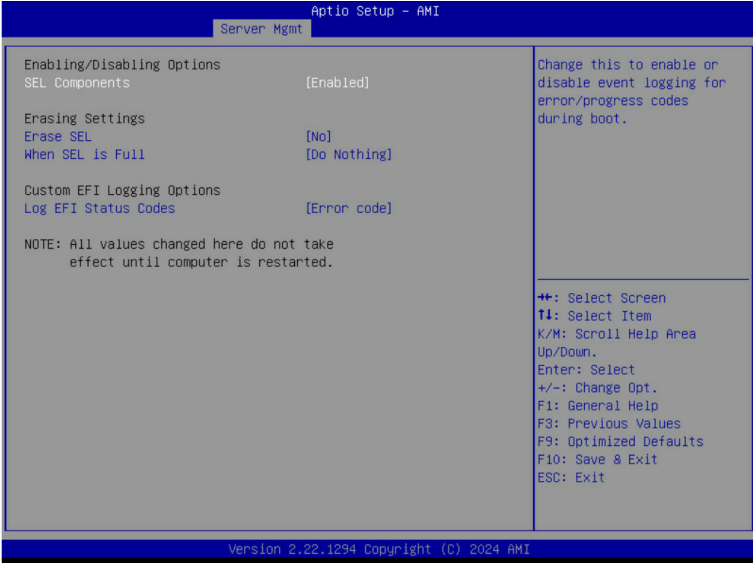 Aptio Setup - AMI
Server Mgmt
Enabling/Disabling Options
SEL Components [Enabled]
Erasing Settings
Erase SEL [No]
When SEL is Full [Do Nothing]
Custom EFI Logging Options
Log EFI Status Codes [Error code]
NOTE: All values changed here do not take
effect until computer is restarted.
Change this to enable or
disable event logging for
error/progress codes
during boot.
→←: Select Screen
↑↓: Select Item
K/M: Scroll Help Area
Up/Down.
Enter: Select
+/-: Change Opt.
F1: General Help
F3: Previous Values
F9: Optimized Defaults
F10: Save & Exit
ESC: Exit
Version 2.22.1294 Copyright (C) 2024 AMI